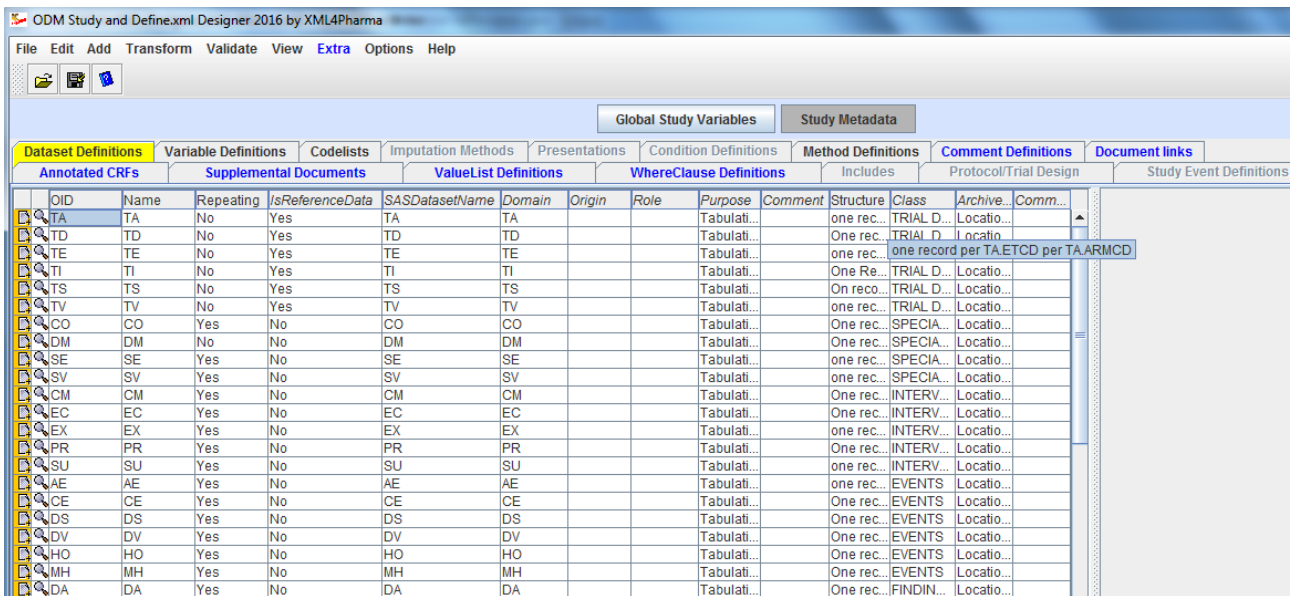 ODM Study and Define.xml Designer 2016 by XML4Pharma
File Edit Add Transform Validate View Extra Options Help
Global Study Variables Study Metadata
Dataset Definitions Variable Definitions Codelists Imputation Methods Presentations Condition Definitions Method Definitions Comment Definitions Document links
Annotated CRFs Supplemental Documents ValueList Definitions WhereClause Definitions Includes Protocol/Trial Design Study Event Definitions
OID Name Repeating IsReferenceData SASDatasetName Domain Origin Role Purpose Comment Structure Class Archive... Comm...
TA TA No Yes TA TA Tabulati... one rec... TRIAL D... Locatio...
TD TD No Yes TD TD Tabulati... One rec... TRIAL D... Locatio...
TE TE No Yes TE TE Tabulati... one rec... one record per TA.ETCD per TA.ARMCD
TI TI No Yes TI TI Tabulati... One Re... TRIAL D... Locatio...
TS TS No Yes TS TS Tabulati... On reco... TRIAL D... Locatio...
TV TV No Yes TV TV Tabulati... one rec... TRIAL D... Locatio...
CO CO Yes No CO CO Tabulati... One rec... SPECIA... Locatio...
DM DM No No DM DM Tabulati... One rec... SPECIA... Locatio...
SE SE Yes No SE SE Tabulati... one rec... SPECIA... Locatio...
SV SV Yes No SV SV Tabulati... one rec... SPECIA... Locatio...
CM CM Yes No CM CM Tabulati... One rec... INTERV... Locatio...
EC EC Yes No EC EC Tabulati... One rec... INTERV... Locatio...
EX EX Yes No EX EX Tabulati... one rec... INTERV... Locatio...
PR PR Yes No PR PR Tabulati... One rec... INTERV... Locatio...
SU SU Yes No SU SU Tabulati... one rec... INTERV... Locatio...
AE AE Yes No AE AE Tabulati... one rec... EVENTS Locatio...
CE CE Yes No CE CE Tabulati... One rec... EVENTS Locatio...
DS DS Yes No DS DS Tabulati... One rec... EVENTS Locatio...
DV DV Yes No DV DV Tabulati... One rec... EVENTS Locatio...
HO HO Yes No HO HO Tabulati... One rec... EVENTS Locatio...
MH MH Yes No MH MH Tabulati... One rec... EVENTS Locatio...
DA DA Yes No DA DA Tabulati... One rec... FINDIN... Locatio...